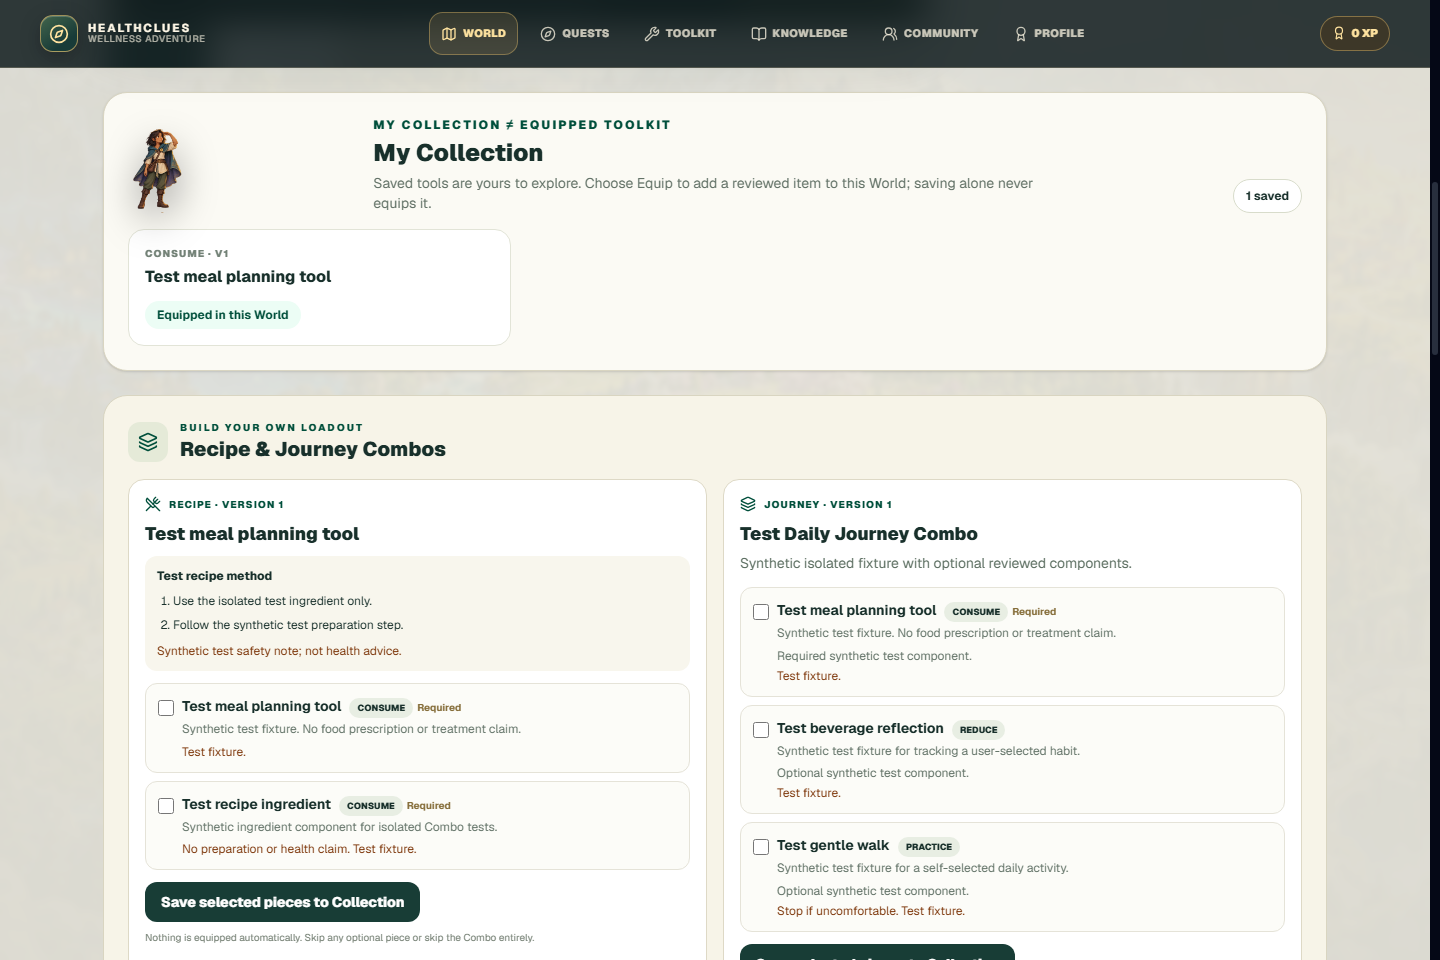 HEALTHCLUES
WELLNESS ADVENTURE
WORLD
QUESTS
TOOLKIT
KNOWLEDGE
COMMUNITY
PROFILE
0 XP
MY COLLECTION ≠ EQUIPPED TOOLKIT
My Collection
Saved tools are yours to explore. Choose Equip to add a reviewed item to this World; saving alone never
equips it.
1 saved
CONSUME · V1
Test meal planning tool
Equipped in this World
BUILD YOUR OWN LOADOUT
Recipe & Journey Combos
RECIPE · VERSION 1
Test meal planning tool
Test recipe method
1. Use the isolated test ingredient only.
2. Follow the synthetic test preparation step.
Synthetic test safety note; not health advice.
Test meal planning tool CONSUME Required
Synthetic test fixture. No food prescription or treatment claim.
Test fixture.
Test recipe ingredient CONSUME Required
Synthetic ingredient component for isolated Combo tests.
No preparation or health claim. Test fixture.
Save selected pieces to Collection
Nothing is equipped automatically. Skip any optional piece or skip the Combo entirely.
JOURNEY · VERSION 1
Test Daily Journey Combo
Synthetic isolated fixture with optional reviewed components.
Test meal planning tool CONSUME Required
Synthetic test fixture. No food prescription or treatment claim.
Required synthetic test component.
Test fixture.
Test beverage reflection REDUCE
Synthetic test fixture for tracking a user-selected habit.
Optional synthetic test component.
Test fixture.
Test gentle walk PRACTICE
Synthetic test fixture for a self-selected daily activity.
Optional synthetic test component.
Stop if uncomfortable. Test fixture.